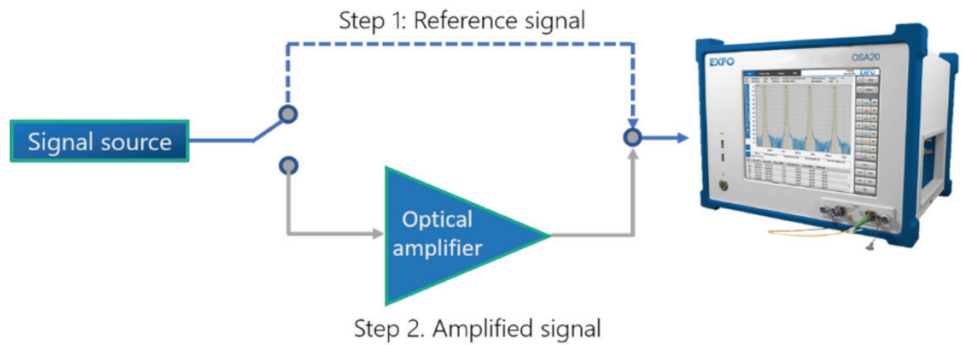 Step 1: Reference signal
EXFO
OSA20
Signal source
Optical
amplifier
Step 2. Amplified signal